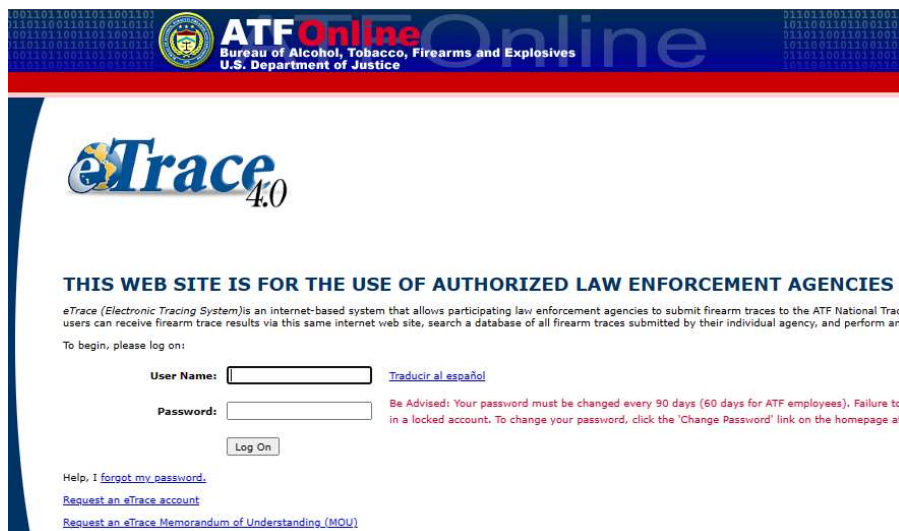 ATF Online
Bureau of Alcohol, Tobacco, Firearms and Explosives
U.S. Department of Justice
Online
eTrace
4.0
THIS WEB SITE IS FOR THE USE OF AUTHORIZED LAW ENFORCEMENT AGENCIES
eTrace (Electronic Tracing System)is an internet-based system that allows participating law enforcement agencies to submit firearm traces to the ATF National
users can receive firearm trace results via this same internet web site, search a database of all firearm traces submitted by their individual agency, and perform
To begin, please log on:
User Name:
Traducir al español
Password:
Be Advised: Your password must be changed every 90 days (60 days for ATF employees). Failure to
in a locked account. To change your password, click the 'Change Password' link on the homepage
Log On
Help, I forgot my password.
Request an eTrace account
Request an eTrace Memorandum of Understanding (MOU)